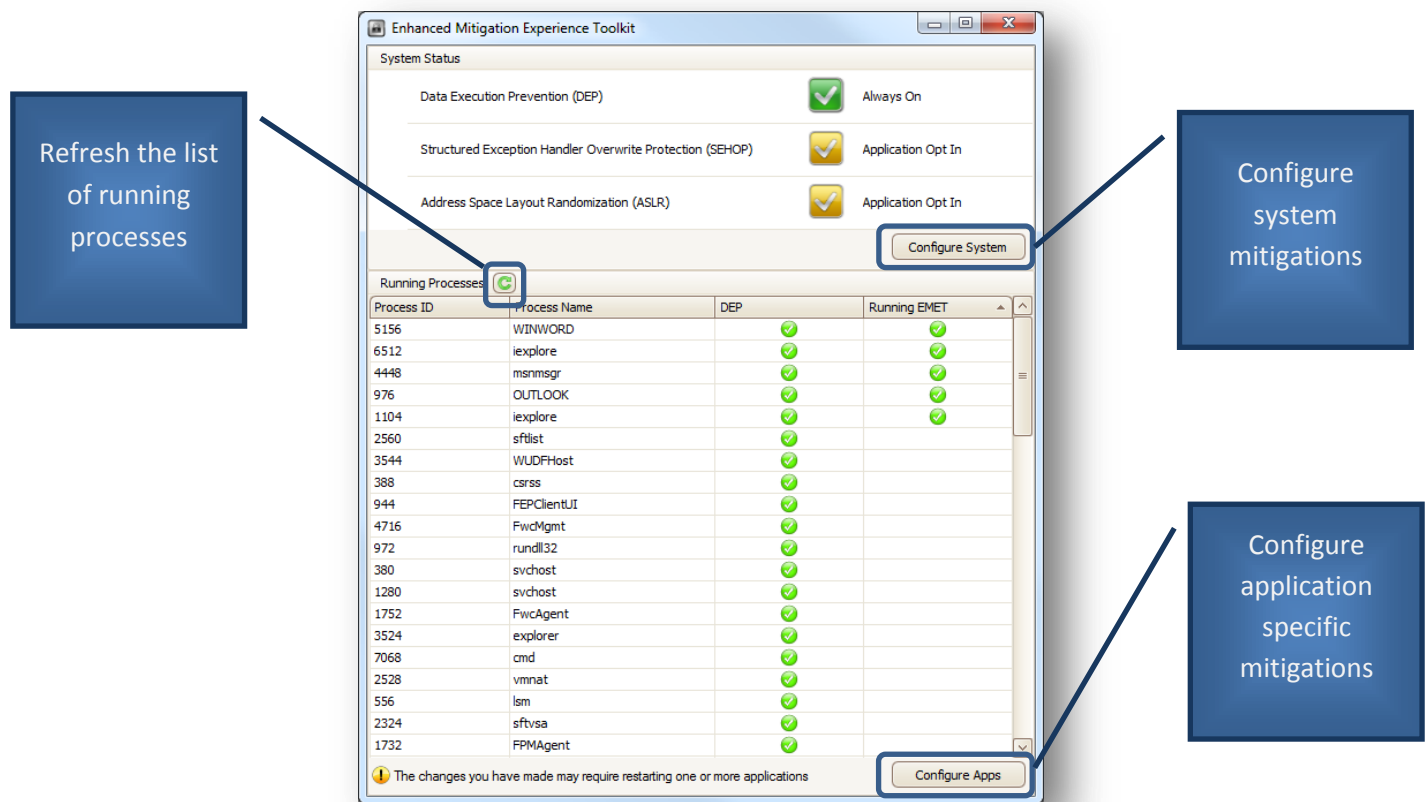 Enhanced Mitigation Experience Toolkit
System Status
Data Execution Prevention (DEP) Always On
Structured Exception Handler Overwrite Protection (SEHOP) Application Opt In
Address Space Layout Randomization (ASLR) Application Opt In
Configure System
Refresh the list
of running
processes
Configure
system
mitigations
Running Processes
Process ID Process Name DEP Running EMET
5156 WINWORD
6512 iexplore
4448 msnmsgr
976 OUTLOOK
1104 iexplore
2560 sftlist
3544 WUDFHost
388 csrss
944 FEPClientUI
4716 FwcMgmt
972 rundll32
380 svchost
1280 svchost
1752 FwcAgent
3524 explorer
7068 cmd
2528 vmnat
556 lsm
2324 sftvsa
1732 FPMAgent
Configure
application
specific
mitigations
The changes you have made may require restarting one or more applications
Configure Apps